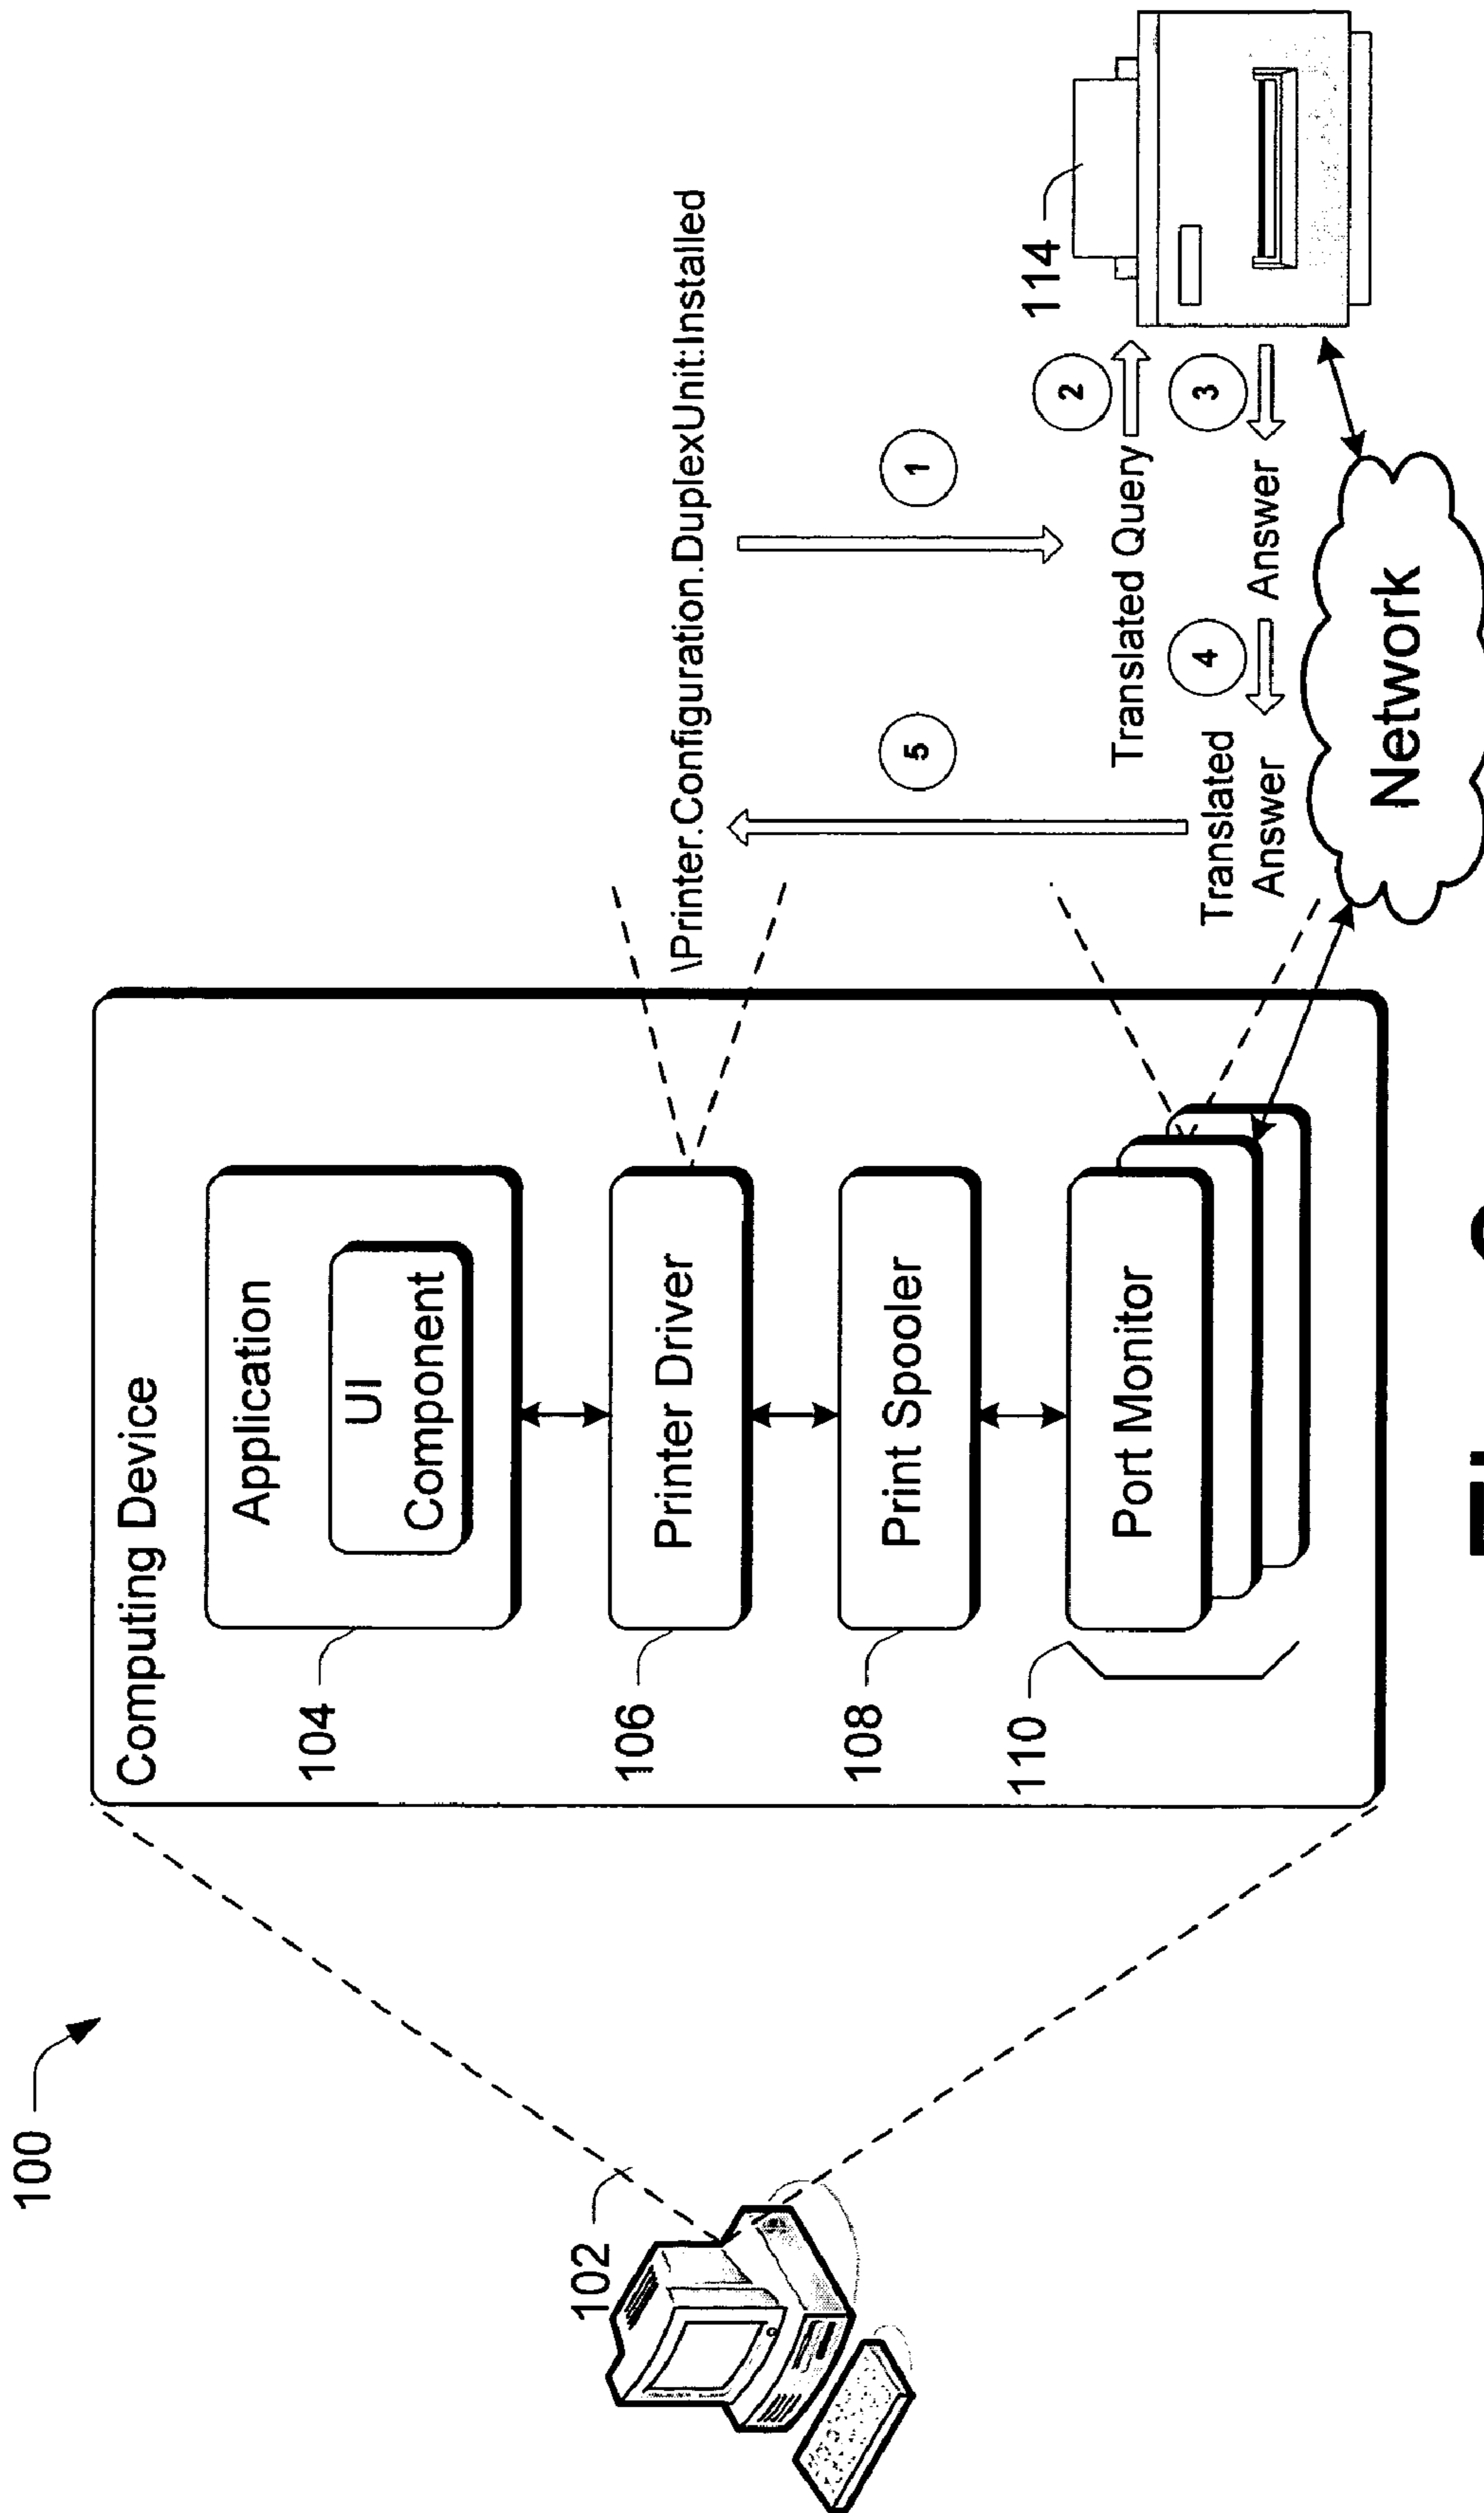 100
102
Computing Device
104
Application
UI
Component
106
Printer Driver
108
Print Spooler
110
Port Monitor
\Printer.Configuration.DuplexUnit:Installed
1
5
114
Translated Query
2
3
4
Translated
Answer
Answer
Network